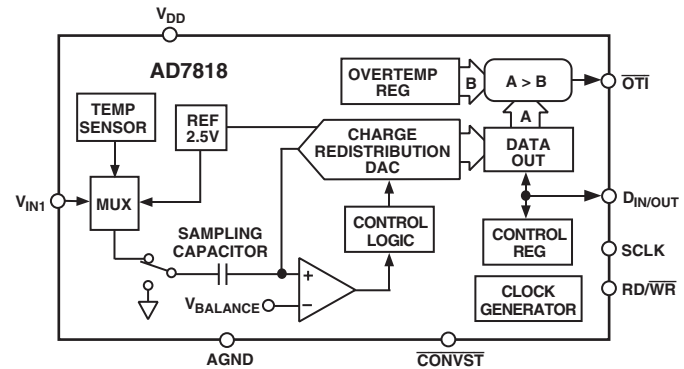 VDD
AD7818
OVERTEMP
REG
B
A > B
OTI
TEMP
SENSOR
REF
2.5V
CHARGE
REDISTRIBUTION
DAC
A
DATA
OUT
VIN1
MUX
DIN/OUT
SAMPLING
CAPACITOR
CONTROL
LOGIC
CONTROL
REG
SCLK
+
VBALANCE
−
CLOCK
GENERATOR
RD/WR
AGND
CONVST